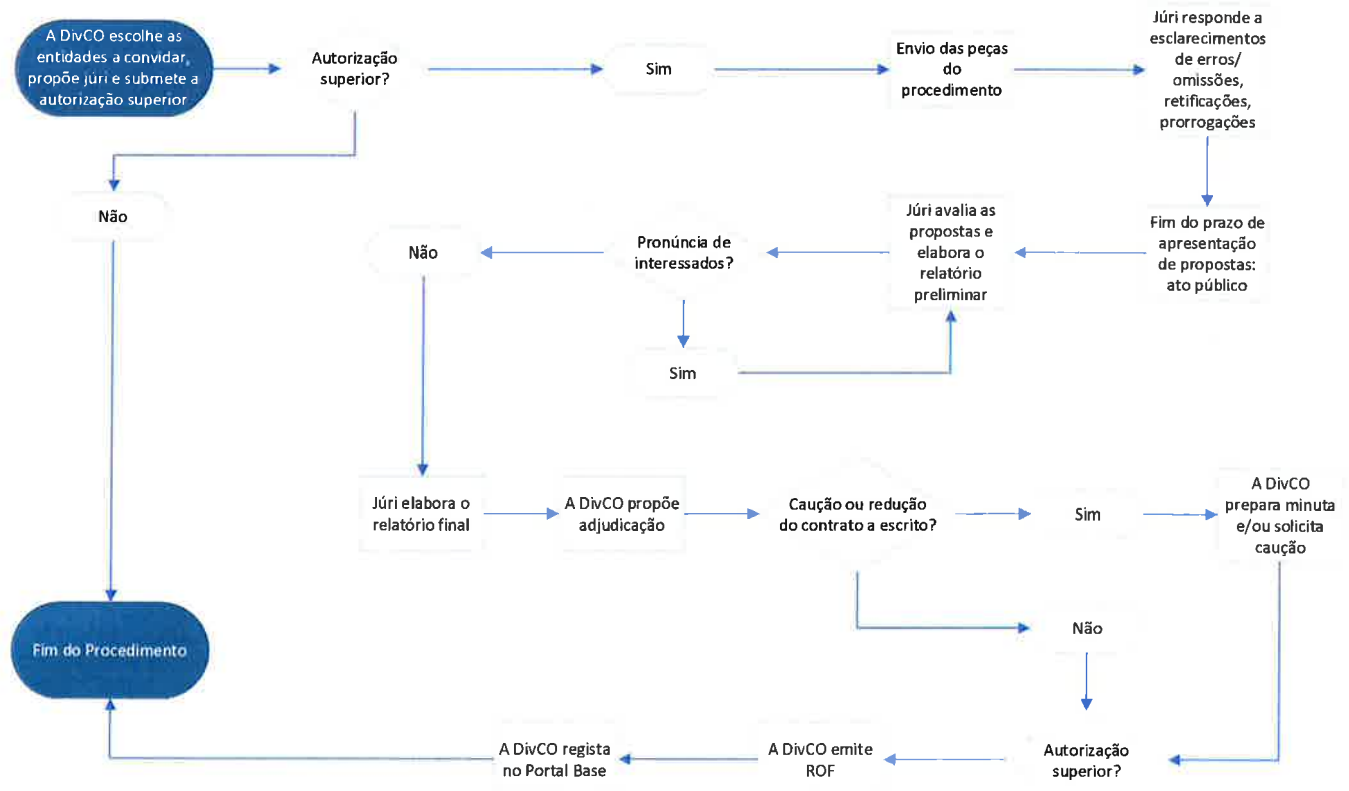 A DivCO escolhe as
entidades a convidar,
propõe júri e submete a
autorização superior
Autorização
superior?
Sim
Envio das peças
do
procedimento
Júri responde a
esclarecimentos
de erros/
omissões,
retificações,
prorrogações
Não
Não
Pronúncia de
interessados?
Júri avalia as
propostas e
elabora o
relatório
preliminar
Fim do prazo de
apresentação
de propostas:
ato público
Sim
Júri elabora o
relatório final
A DivCO propõe
adjudicação
Caução ou redução
do contrato a escrito?
Sim
A DivCO
prepara minuta
e/ou solicita
caução
Não
Fim do Procedimento
A DivCO regista
no Portal Base
A DivCO emite
ROF
Autorização
superior?